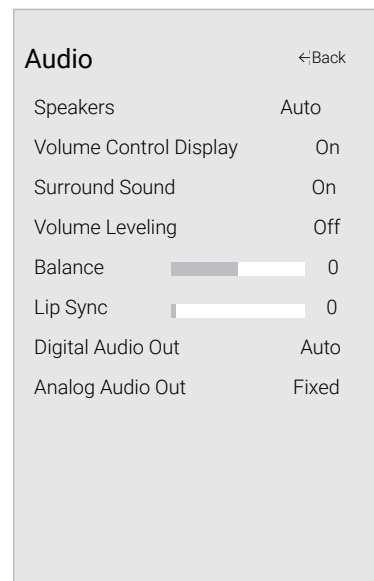 Audio ←Back
Speakers Auto
Volume Control Display On
Surround Sound On
Volume Leveling Off
Balance 0
Lip Sync 0
Digital Audio Out Auto
Analog Audio Out Fixed